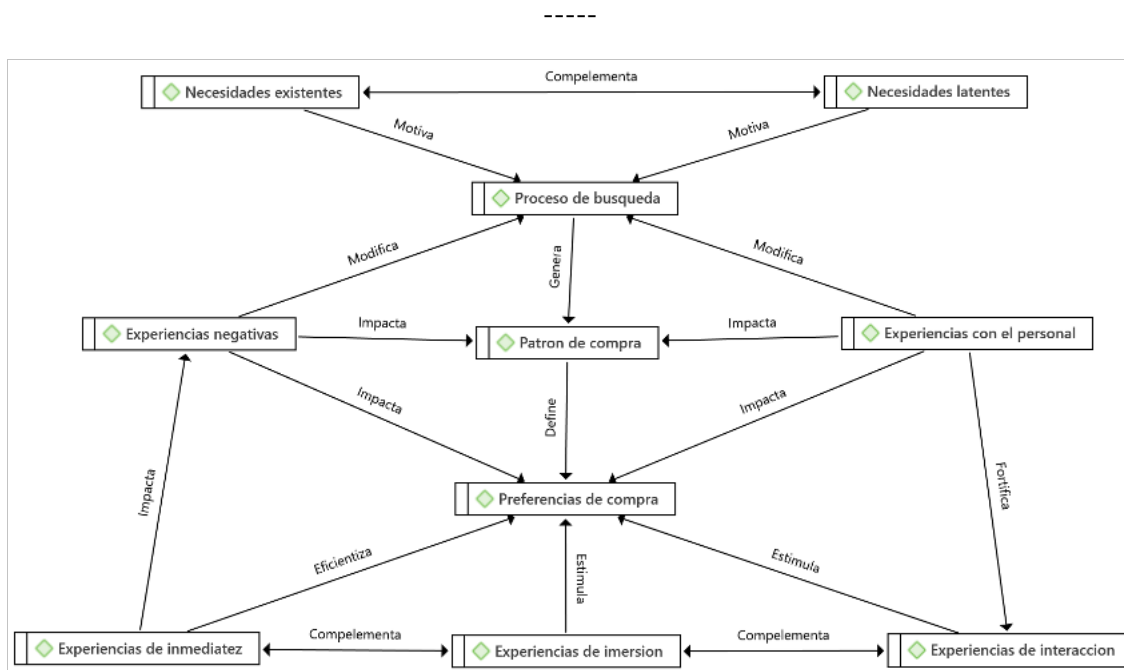 -----
Compelementa
Necesidades existentes
Necesidades latentes
Motiva
Motiva
Proceso de busqueda
Modifica
Genera
Modifica
Experiencias negativas
Impacta
Patron de compra
Impacta
Experiencias con el personal
Impacta
Define
Impacta
Impacta
Preferencias de compra
Fortifica
Eficientiza
Estimula
Estimula
Experiencias de inmediatez
Compelementa
Experiencias de imersion
Compelementa
Experiencias de interaccion